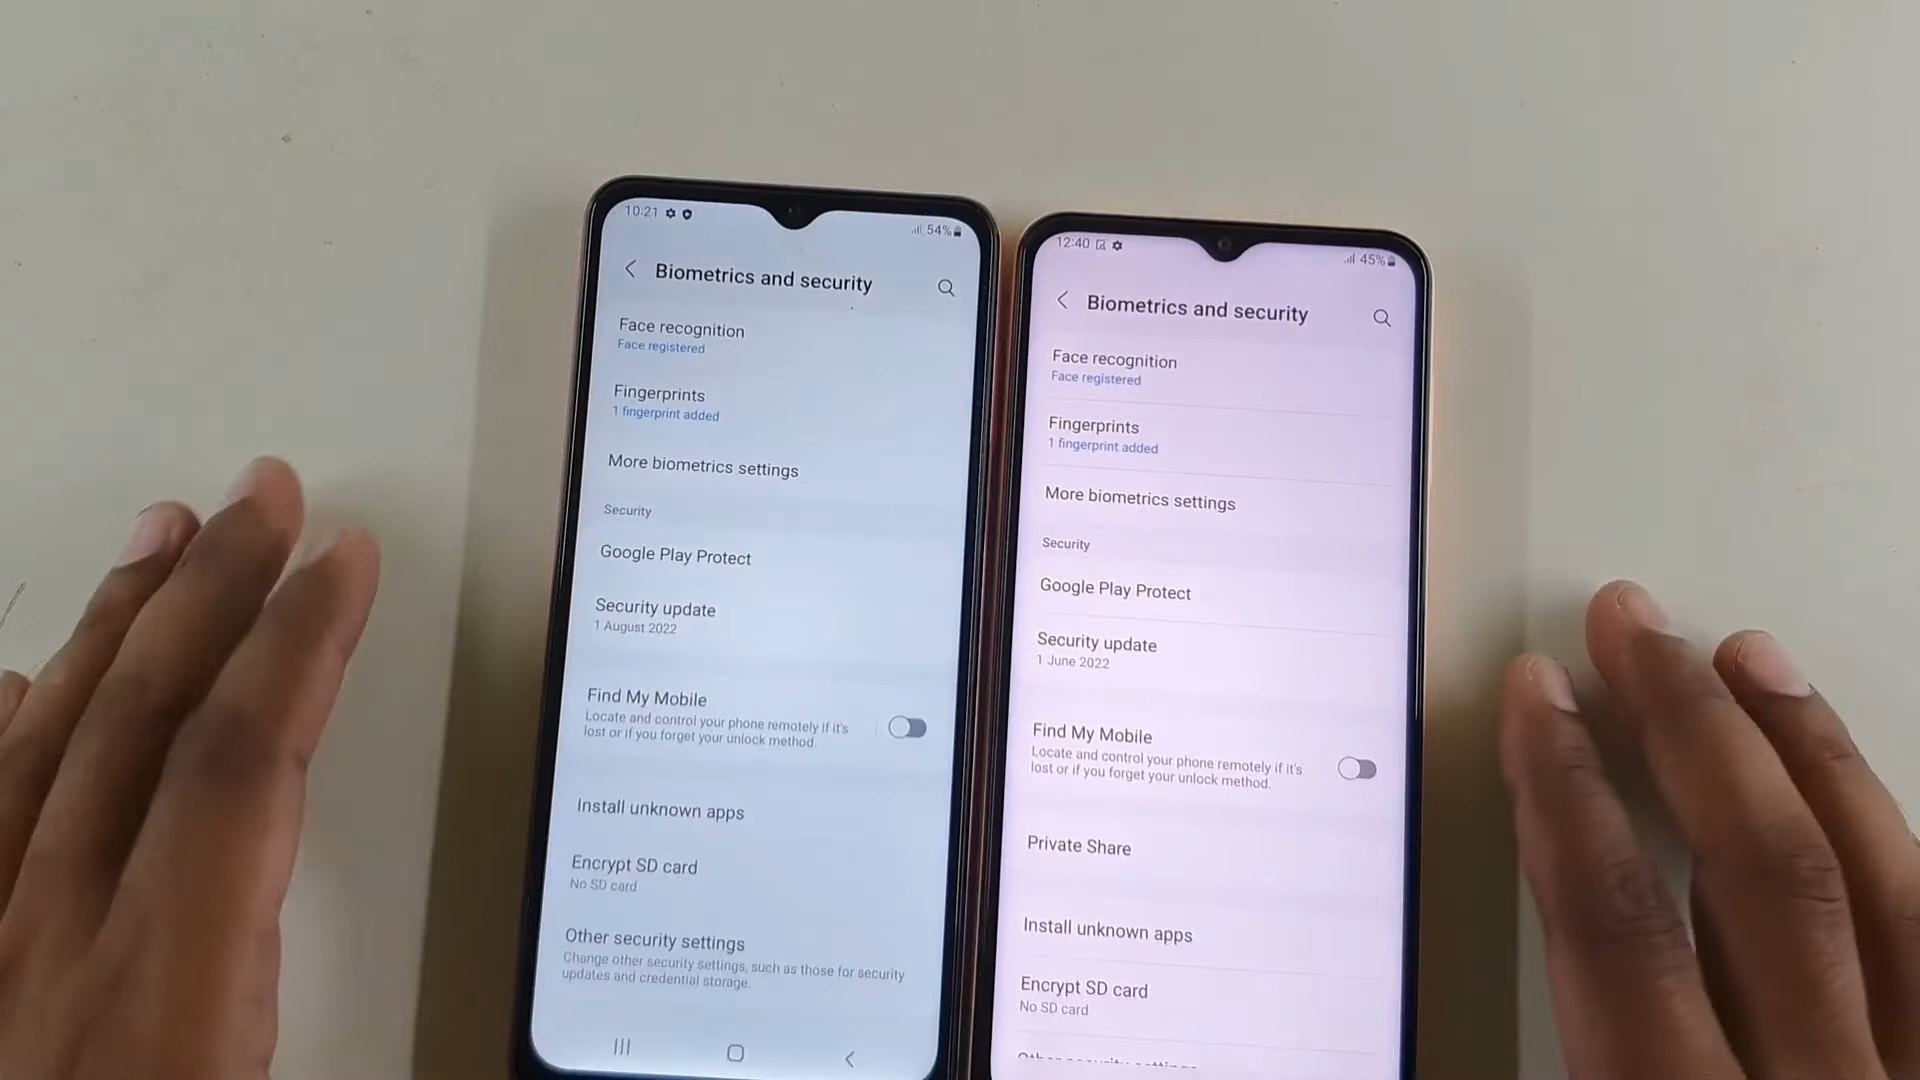 10:21
54%
Biometrics and security
Face recognition
Face registered
Fingerprints
1 fingerprint added
More biometrics settings
Security
Google Play Protect
Security update
1 August 2022
Find My Mobile
Locate and control your phone remotely if it's
lost or if you forget your unlock method.
Install unknown apps
Encrypt SD card
No SD card
Other security settings
Change other security settings, such as those for security
updates and credential storage.
12:40
45%
Biometrics and security
Face recognition
Face registered
Fingerprints
1 fingerprint added
More biometrics settings
Security
Google Play Protect
Security update
1 June 2022
Find My Mobile
Locate and control your phone remotely if it's
lost or if you forget your unlock method.
Private Share
Install unknown apps
Encrypt SD card
No SD card